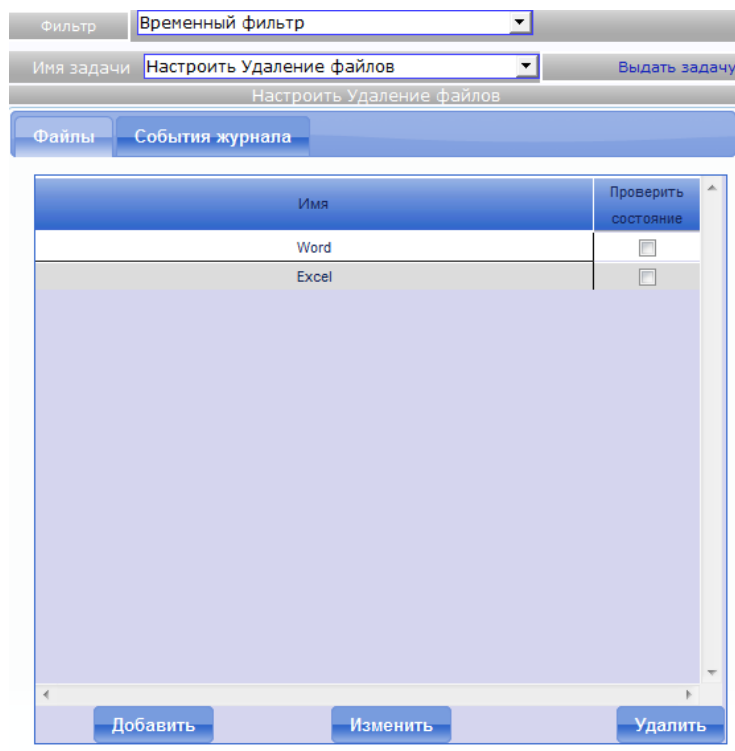 Фильтр Временный фильтр
Имя задачи Настроить Удаление файлов Выдать задачу
Настроить Удаление файлов
Файлы События журнала
Имя Проверить состояние
Word
Excel
Добавить Изменить Удалить